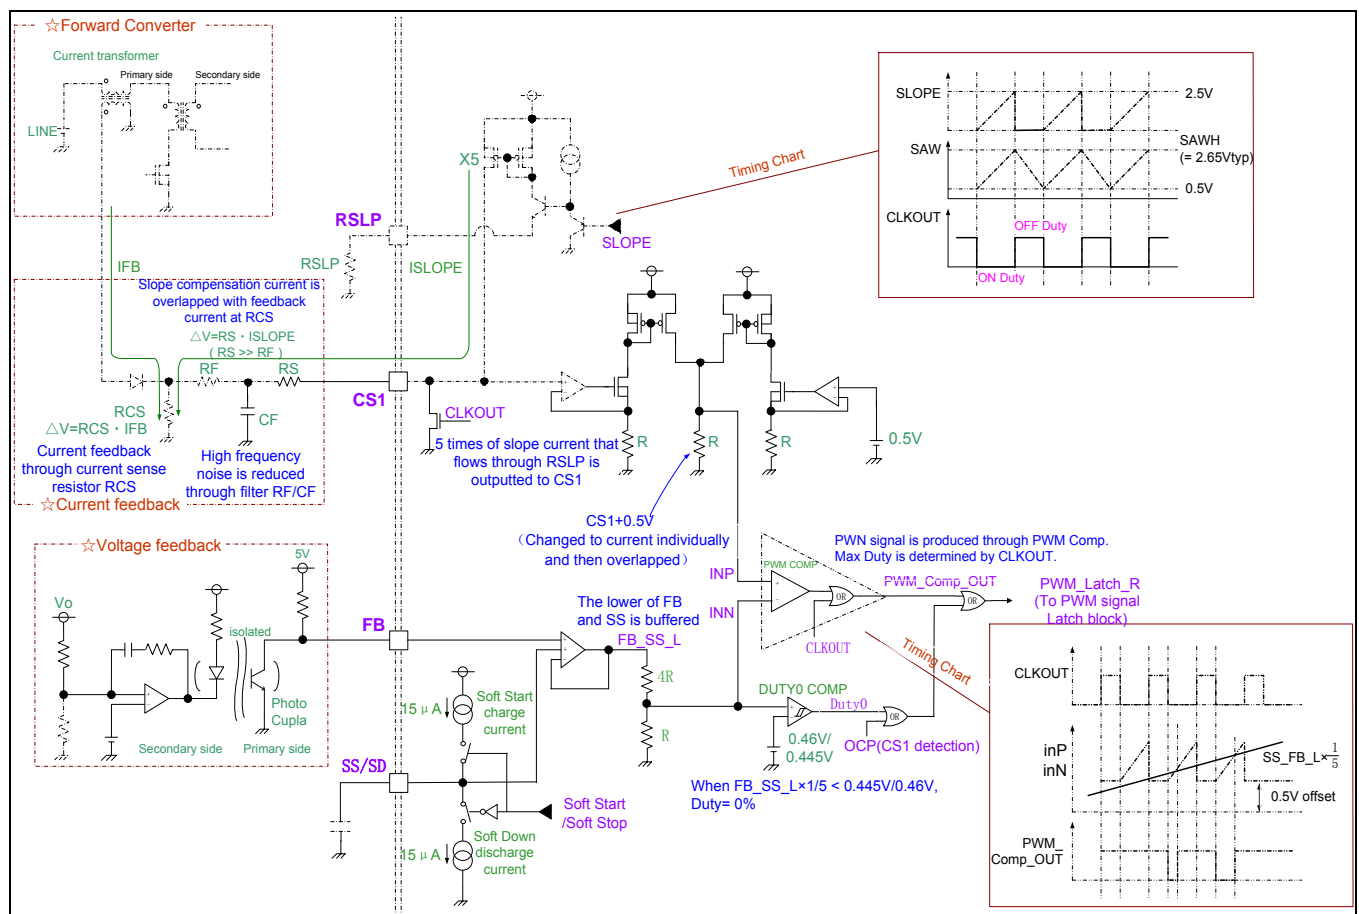 ☆Forward Converter
Current transformer
Primary side
Secondary side
LINE
IFB
☆Current feedback
Slope compensation current is
overlapped with feedback
current at RCS
△V=RS・ISLOPE
( RS >> RF )
RF
RS
CF
RCS
△V=RCS・IFB
Current feedback
through current sense
resistor RCS
High frequency
noise is reduced
through filter RF/CF
RSLP
RSLP
X5
ISLOPE
SLOPE
Timing Chart
SLOPE
2.5V
SAW
SAWH
(= 2.65Vtyp)
0.5V
CLKOUT
OFF Duty
ON Duty
CS1
CLKOUT
5 times of slope current that
flows through RSLP is
outputted to CS1
R
R
R
0.5V
CS1+0.5V
(Changed to current individually
and then overlapped)
INP
INN
PWM COMP
OR
CLKOUT
PWN signal is produced through PWM Comp.
Max Duty is determined by CLKOUT.
PWM_Comp_OUT
OR
PWM_Latch_R
(To PWM signal
Latch block)
☆Voltage feedback
5V
Vo
isolated
Photo
Cupla
Secondary side
Primary side
FB
The lower of FB
and SS is buffered
FB_SS_L
4R
R
15μA
Soft Start
charge
current
SS/SD
Soft Start
/Soft Stop
15μA
Soft Down
discharge
current
DUTY0 COMP
Duty0
0.46V/
0.445V
OR
OCP(CS1 detection)
When FB_SS_L×1/5 < 0.445V/0.46V,
Duty= 0%
Timing Chart
CLKOUT
inP
inN
SS_FB_L×1/5
0.5V offset
PWM_
Comp_OUT